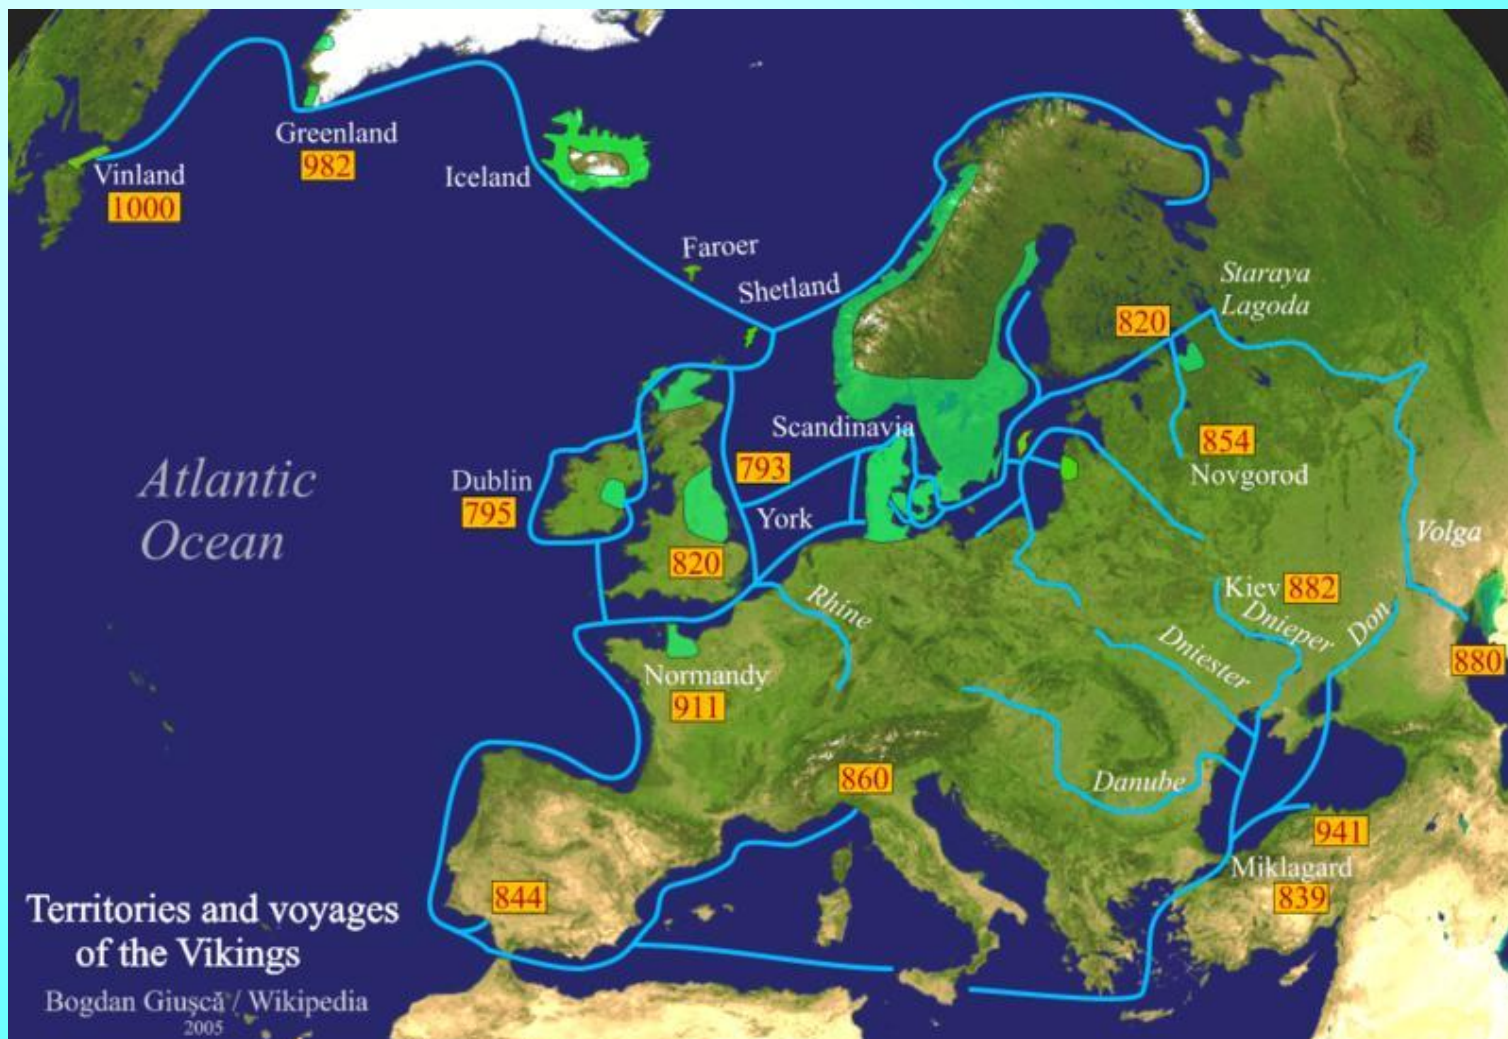 Greenland
982
Vinland
1000
Iceland
Faroer
Shetland
Staraya
Lagoda
820
Scandinavia
793
854
Novgorod
Dublin
795
York
Atlantic
Ocean
820
Volga
Kiev 882
Rhine
Dnieper
Don
Dniester
880
Normandy
911
860
Danube
941
Miklagard
839
844
Territories and voyages
of the Vikings
Bogdan Giuşcă / Wikipedia
2005